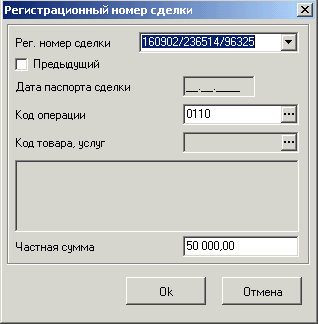 Регистрационный номер сделки
Рег. номер сделки 160902/236514/96325
Предыдущий
Дата паспорта сделки __.__.____
Код операции 0110 ...
Код товара, услуг ...
Частная сумма 50 000,00
Ok Отмена